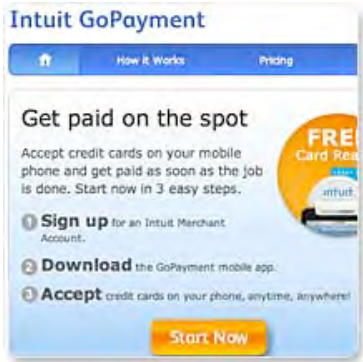 Intuit GoPayment
How it Works Pricing
Get paid on the spot
Accept credit cards on your mobile
phone and get paid as soon as the job
is done. Start now in 3 easy steps.
1 Sign up for an Intuit Merchant
Account.
2 Download the GoPayment mobile app.
3 Accept credit cards on your phone, anytime, anywhere!
FREE
Card Rea
intuit
Start Now